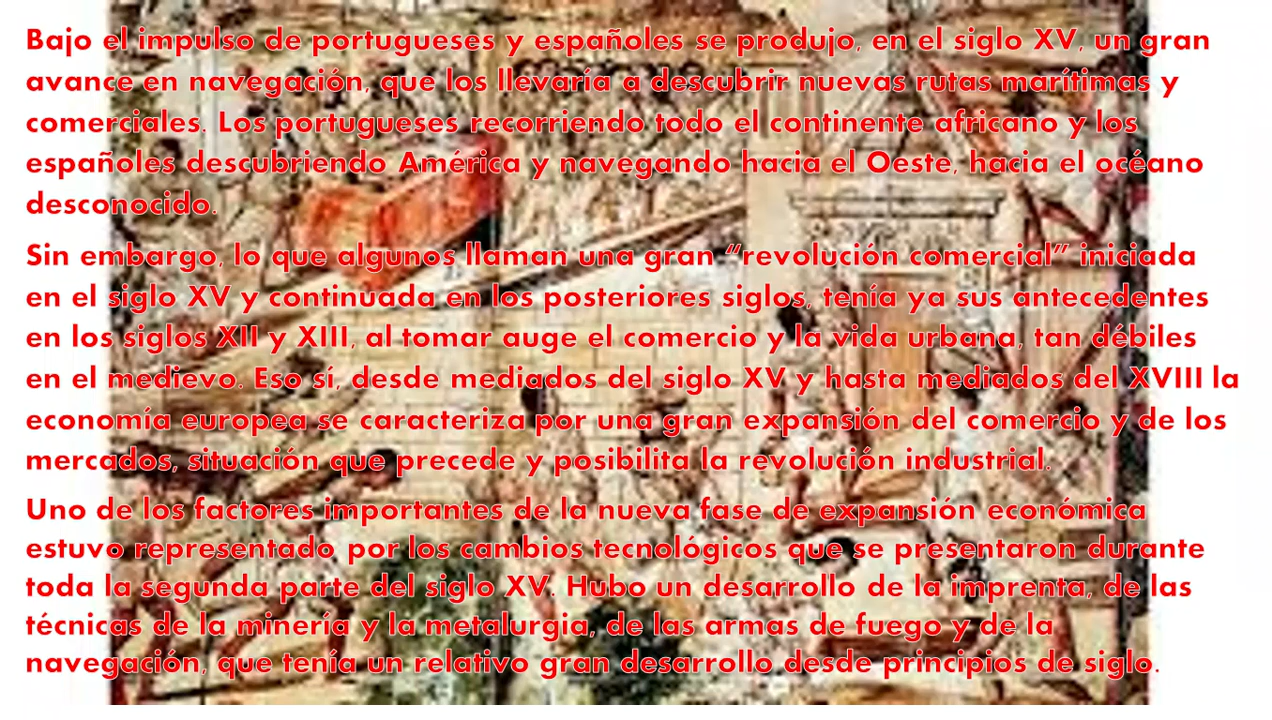 Bajo el impulso de portugueses y españoles se produjo, en el siglo XV, un gran
avance en navegación, que los llevaría a descubrir nuevas rutas marítimas y
comerciales. Los portugueses recorriendo todo el continente africano y los
españoles descubriendo América y navegando hacia el Oeste, hacia el océano
desconocido.
Sin embargo, lo que algunos llaman una gran “revolución comercial” iniciada
en el siglo XV y continuada en los posteriores siglos, tenía ya sus antecedentes
en los siglos XII y XIII, al tomar auge el comercio y la vida urbana, tan débiles
en el medievo. Eso sí, desde mediados del siglo XV y hasta mediados del XVIII la
economía europea se caracteriza por una gran expansión del comercio y de los
mercados, situación que precede y posibilita la revolución industrial.
Uno de los factores importantes de la nueva fase de expansión económica
estuvo representado por los cambios tecnológicos que se presentaron durante
toda la segunda parte del siglo XV. Hubo un desarrollo de la imprenta, de las
técnicas de la minería y la metalurgia, de las armas de fuego y de la
navegación, que tenía un relativo gran desarrollo desde principios de siglo.